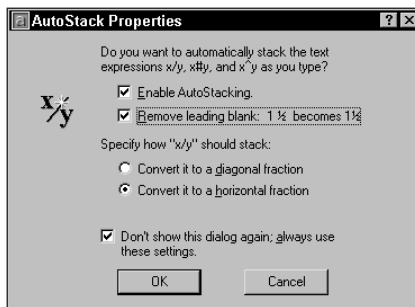 AutoStack Properties
Do you want to automatically stack the text
expressions x/y, x#y, and x^y as you type?
x/y
Enable AutoStacking.
Remove leading blank: 1 ½ becomes 1½
Specify how "x/y" should stack:
Convert it to a diagonal fraction
Convert it to a horizontal fraction
Don't show this dialog again; always use
these settings.
OK
Cancel